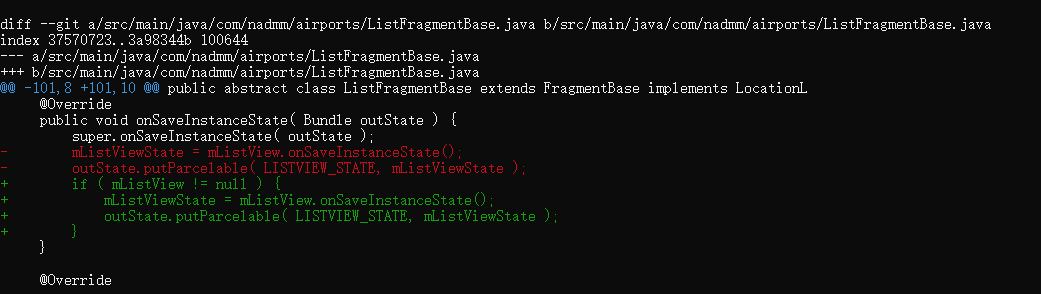 diff --git a/src/main/java/com/nadmm/airports/ListFragmentBase.java b/src/main/java/com/nadmm/airports/ListFragmentBase.java
index 37570723..3a98344b 100644
--- a/src/main/java/com/nadmm/airports/ListFragmentBase.java
+++ b/src/main/java/com/nadmm/airports/ListFragmentBase.java
@@ -101,8 +101,10 @@ public abstract class ListFragmentBase extends FragmentBase implements LocationL
     @Override
     public void onSaveInstanceState( Bundle outState ) {
         super.onSaveInstanceState( outState );
-        mListViewState = mListView.onSaveInstanceState();
-        outState.putParcelable( LISTVIEW_STATE, mListViewState );
+        if ( mListView != null ) {
+            mListViewState = mListView.onSaveInstanceState();
+            outState.putParcelable( LISTVIEW_STATE, mListViewState );
+        }
     }
     @Override